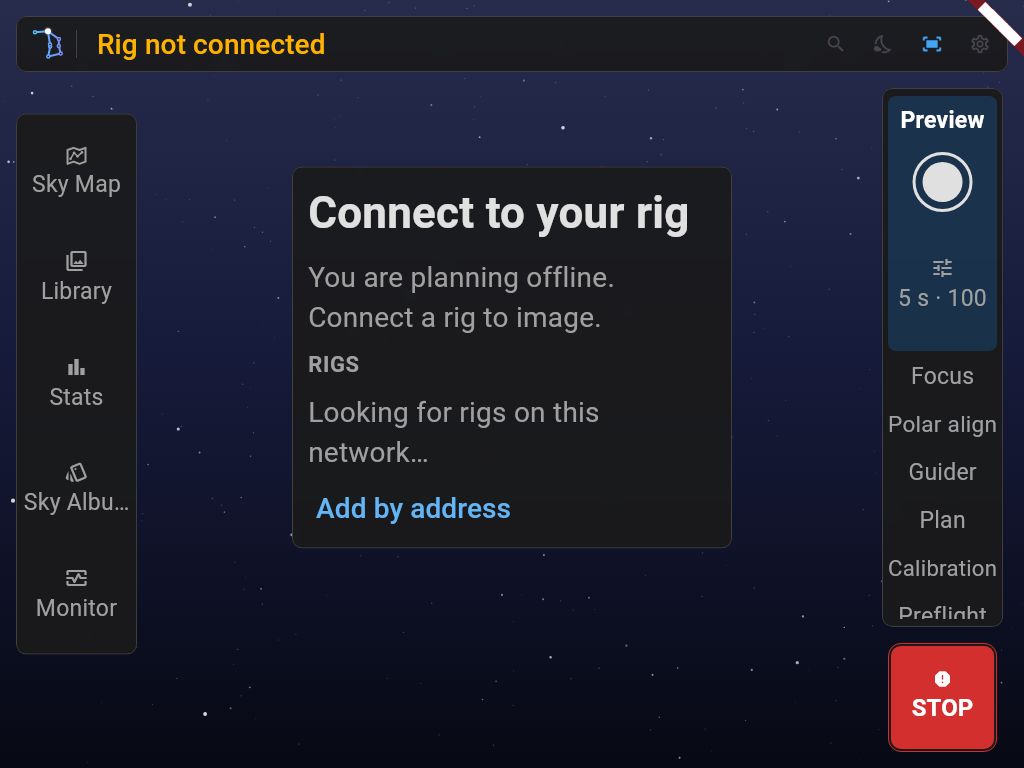 Rig not connected
Sky Map
Library
Stats
Sky Albu…
Monitor
Connect to your rig
You are planning offline.
Connect a rig to image.
RIGS
Looking for rigs on this
network…
Add by address
Preview
5 s · 100
Focus
Polar align
Guider
Plan
Calibration
Preflight
STOP